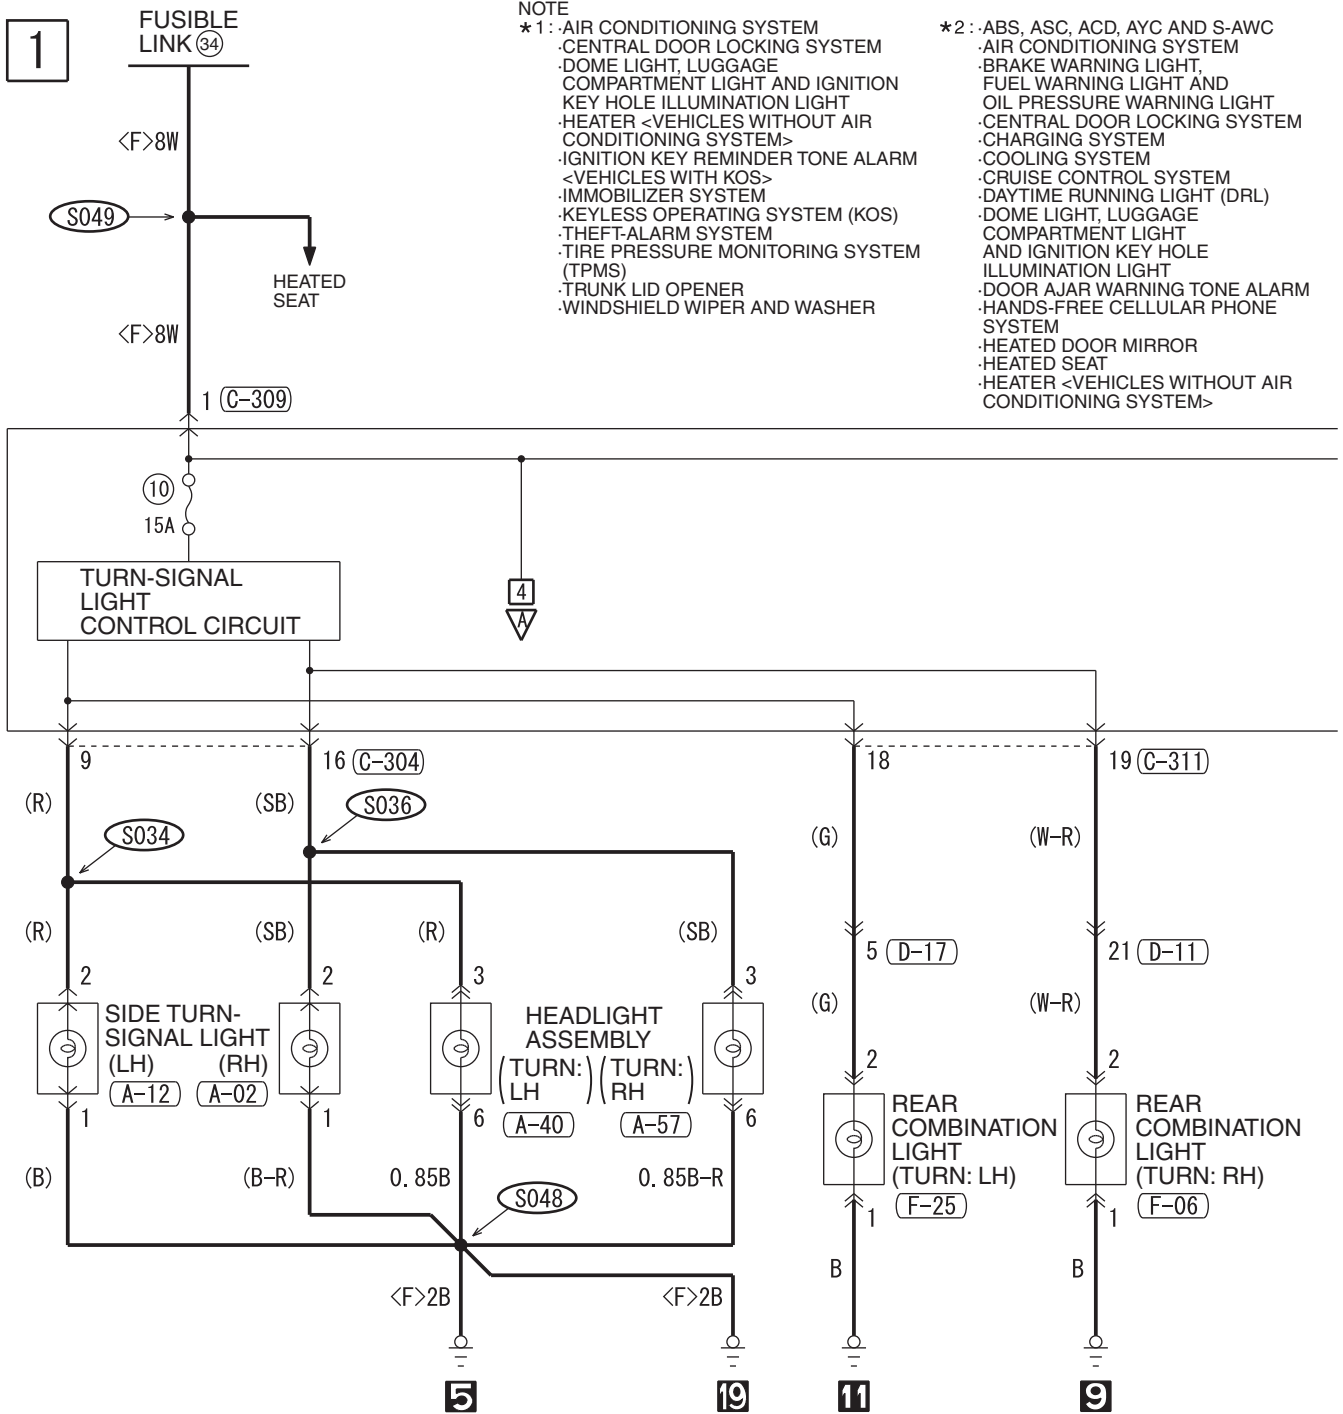 1
FUSIBLE
LINK 34
NOTE
*1: ·AIR CONDITIONING SYSTEM
·CENTRAL DOOR LOCKING SYSTEM
·DOME LIGHT, LUGGAGE
COMPARTMENT LIGHT AND IGNITION
KEY HOLE ILLUMINATION LIGHT
·HEATER <VEHICLES WITHOUT AIR
CONDITIONING SYSTEM>
·IGNITION KEY REMINDER TONE ALARM
<VEHICLES WITH KOS>
·IMMOBILIZER SYSTEM
·KEYLESS OPERATING SYSTEM (KOS)
·THEFT-ALARM SYSTEM
·TIRE PRESSURE MONITORING SYSTEM
(TPMS)
·TRUNK LID OPENER
·WINDSHIELD WIPER AND WASHER
*2: ·ABS, ASC, ACD, AYC AND S-AWC
·AIR CONDITIONING SYSTEM
·BRAKE WARNING LIGHT,
FUEL WARNING LIGHT AND
OIL PRESSURE WARNING LIGHT
·CENTRAL DOOR LOCKING SYSTEM
·CHARGING SYSTEM
·COOLING SYSTEM
·CRUISE CONTROL SYSTEM
·DAYTIME RUNNING LIGHT (DRL)
·DOME LIGHT, LUGGAGE
COMPARTMENT LIGHT
AND IGNITION KEY HOLE
ILLUMINATION LIGHT
·DOOR AJAR WARNING TONE ALARM
·HANDS-FREE CELLULAR PHONE
SYSTEM
·HEATED DOOR MIRROR
·HEATED SEAT
·HEATER <VEHICLES WITHOUT AIR
CONDITIONING SYSTEM>
<F>8W
S049
HEATED
SEAT
<F>8W
1 C-309
10
15A
TURN-SIGNAL
LIGHT
CONTROL CIRCUIT
4
A
9 16 C-304 18 19 C-311
(R) (SB) S036
S034 (G) (W-R)
(R) (SB) (R) (SB)
5 D-17 21 D-11
2 2 3 3
(G) (W-R)
SIDE TURN-
SIGNAL LIGHT
(LH) (RH)
A-12 A-02
HEADLIGHT
ASSEMBLY
(TURN: LH) (TURN: RH)
A-40 A-57
2 2
1 1 6 6
REAR
COMBINATION
LIGHT
(TURN: LH)
F-25
REAR
COMBINATION
LIGHT
(TURN: RH)
F-06
(B) (B-R) 0.85B 0.85B-R
S048
1 1
B B
<F>2B <F>2B
5 19 11 9